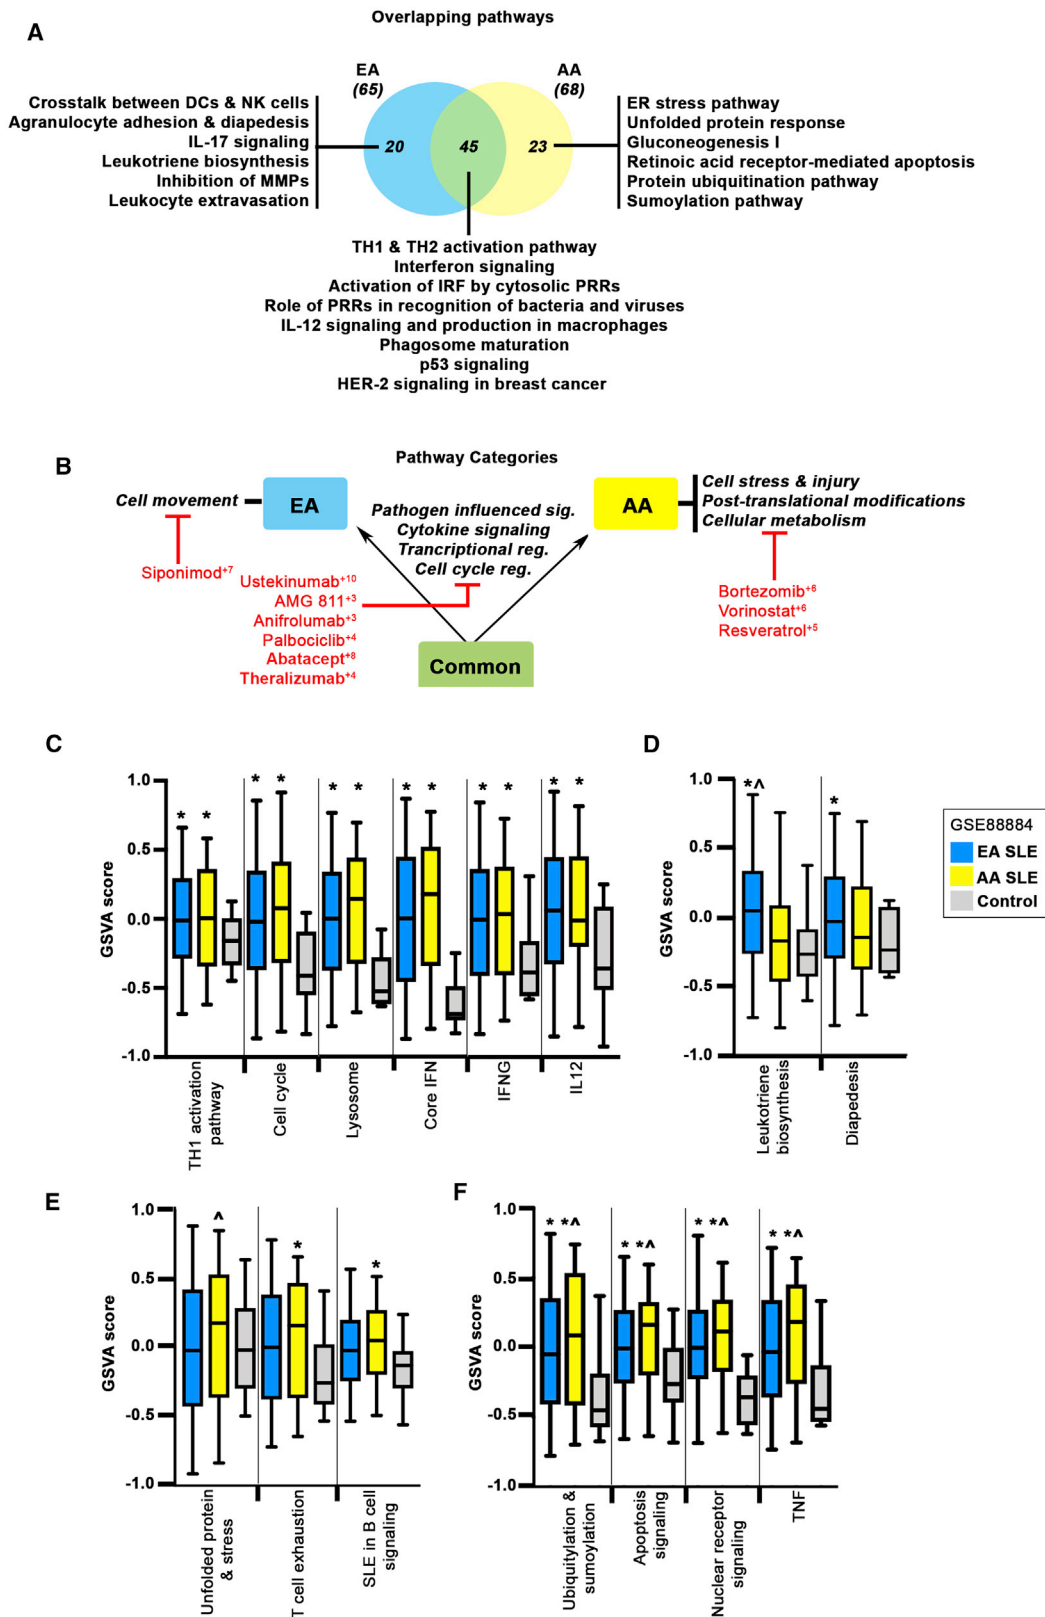 A
Overlapping pathways
EA
(65)
AA
(68)
Crosstalk between DCs & NK cells
Agranulocyte adhesion & diapedesis
IL-17 signaling
Leukotriene biosynthesis
Inhibition of MMPs
Leukocyte extravasation
20
45
23
ER stress pathway
Unfolded protein response
Gluconeogenesis I
Retinoic acid receptor-mediated apoptosis
Protein ubiquitination pathway
Sumoylation pathway
TH1 & TH2 activation pathway
Interferon signaling
Activation of IRF by cytosolic PRRs
Role of PRRs in recognition of bacteria and viruses
IL-12 signaling and production in macrophages
Phagosome maturation
p53 signaling
HER-2 signaling in breast cancer
B
Pathway Categories
Cell movement
EA
Pathogen influenced sig.
Cytokine signaling
Trancriptional reg.
Cell cycle reg.
AA
Cell stress & injury
Post-translational modifications
Cellular metabolism
Siponimod+7
Ustekinumab+10
AMG 811+3
Anifrolumab+3
Palbociclib+4
Abatacept+8
Theralizumab+4
Common
Bortezomib+6
Vorinostat+6
Resveratrol+5
C
GSVA score
1.0
0.5
0.0
-0.5
-1.0
* * * * * * * * * * * *
TH1 activation
pathway
Cell cycle
Lysosome
Core IFN
IFNG
IL12
D
GSVA score
1.0
0.5
0.0
-0.5
-1.0
*^ *
Leukotriene
biosynthesis
Diapedesis
GSE88884
EA SLE
AA SLE
Control
E
GSVA score
1.0
0.5
0.0
-0.5
-1.0
^ * *
Unfolded protein
& stress
T cell exhaustion
SLE in B cell
signaling
F
GSVA score
1.0
0.5
0.0
-0.5
-1.0
* *^ * *^ * *^ * *^
Ubiquitylation &
sumoylation
Apoptosis
signaling
Nuclear receptor
signaling
TNF